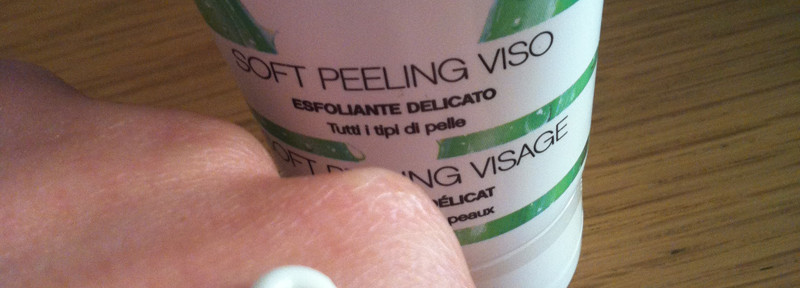 SOFT PEELING VISO
ESFOLIANTE DELICATO
Tutti i tipi di pelle
VISAGE
DÉLICAT
peaux